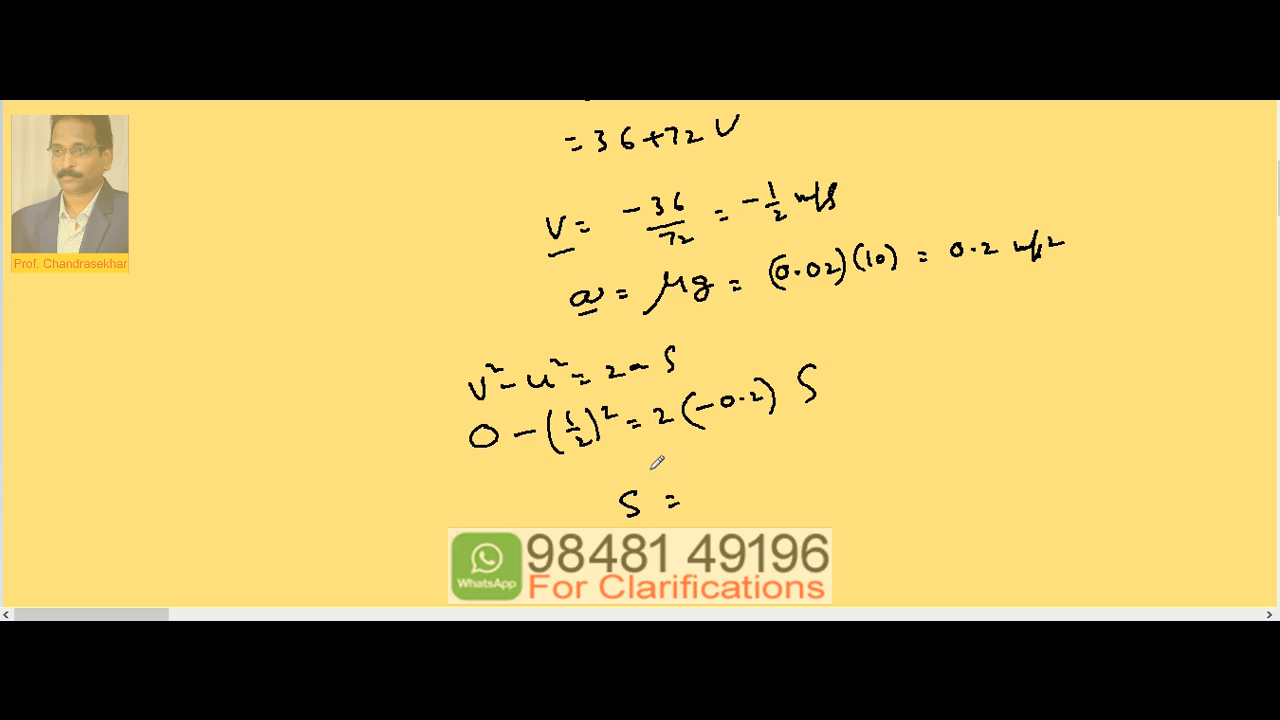 = 36 + 72 V
V = -36/72 = -1/2 m/s
a = μg = (0.02)(10) = 0.2 m/s2
V² - u² = 2a S
0 - (1/2)² = 2(-0.2) S
S =
Prof. Chandrasekhar
WhatsApp
98481 49196
For Clarifications